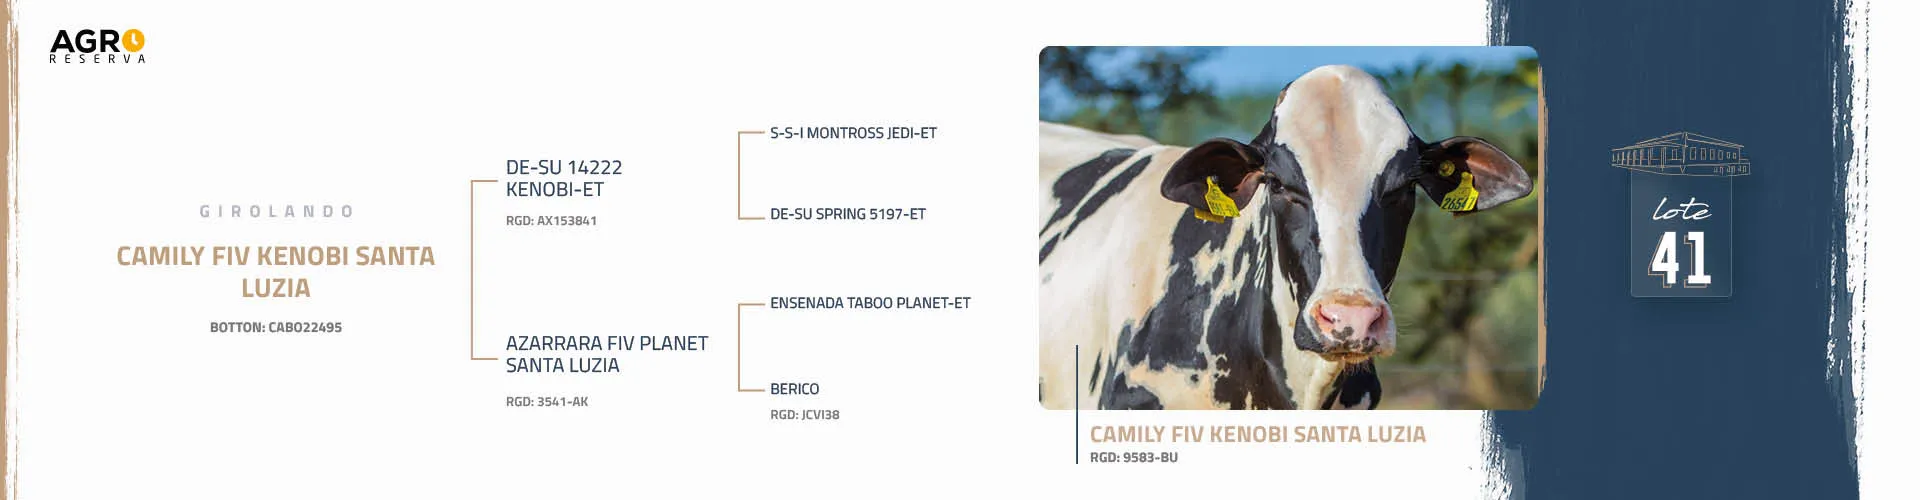 AGRO
RESERVA
GIROLANDO
CAMILY FIV KENOBI SANTA
LUZIA
BOTTON: CABO22495
DE-SU 14222
KENOBI-ET
RGD: AX153841
AZARRARA FIV PLANET
SANTA LUZIA
RGD: 3541-AK
S-S-I MONTROSS JEDI-ET
DE-SU SPRING 5197-ET
ENSENADA TABOO PLANET-ET
BERICO
RGD: JCVI38
CAMILY FIV KENOBI SANTA LUZIA
RGD: 9583-BU
lote
41